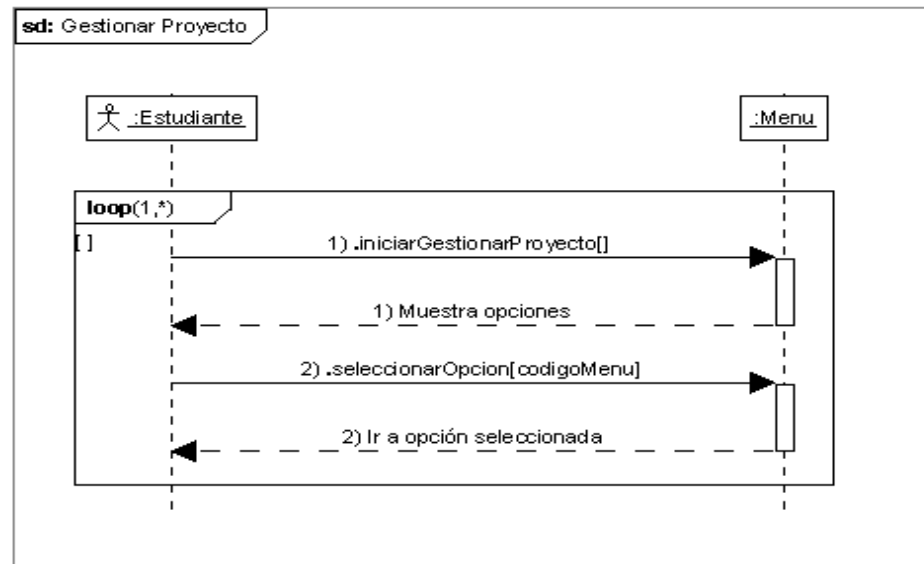 sd: Gestionar Proyecto
:Estudiante
:Menu
loop(1,*)
[ ]
1) .iniciarGestionarProyecto[]
1) Muestra opciones
2) .seleccionarOpcion[codigoMenu]
2) Ir a opción seleccionada